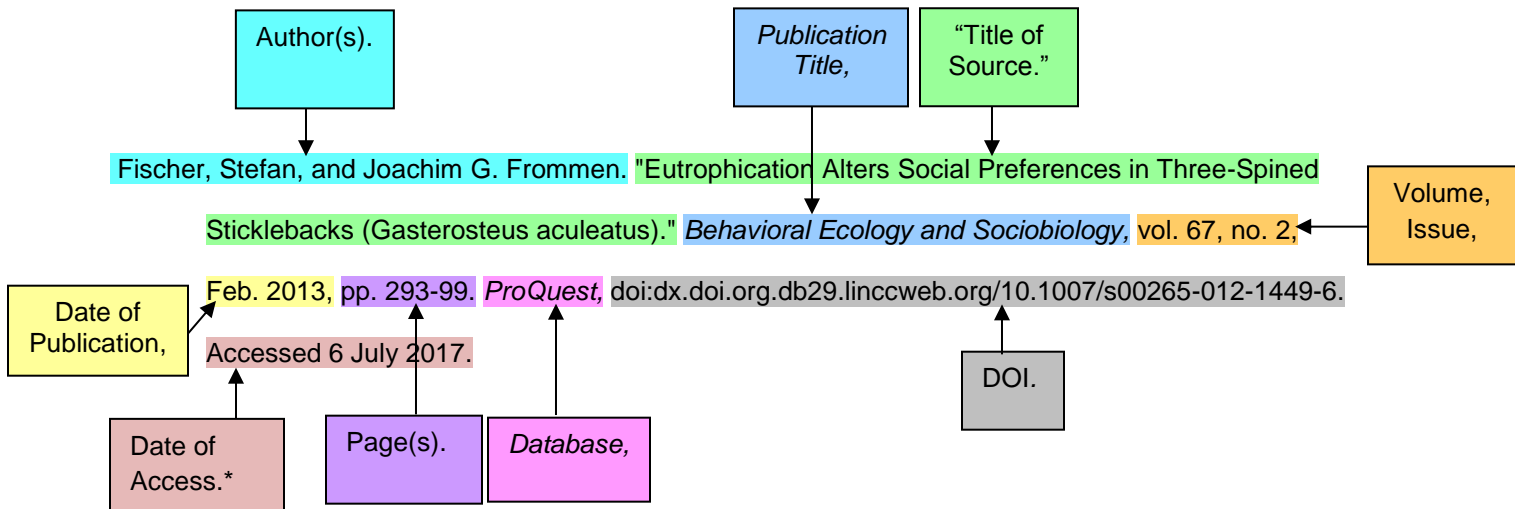 Author(s).
Publication
Title,
“Title of
Source.”
Fischer, Stefan, and Joachim G. Frommen. "Eutrophication Alters Social Preferences in Three-Spined
Volume,
Issue,
Sticklebacks (Gasterosteus aculeatus)." Behavioral Ecology and Sociobiology, vol. 67, no. 2,
Feb. 2013, pp. 293-99. ProQuest, doi:dx.doi.org.db29.linccweb.org/10.1007/s00265-012-1449-6.
Date of
Publication,
Accessed 6 July 2017.
DOI.
Date of
Access.*
Page(s).
Database,